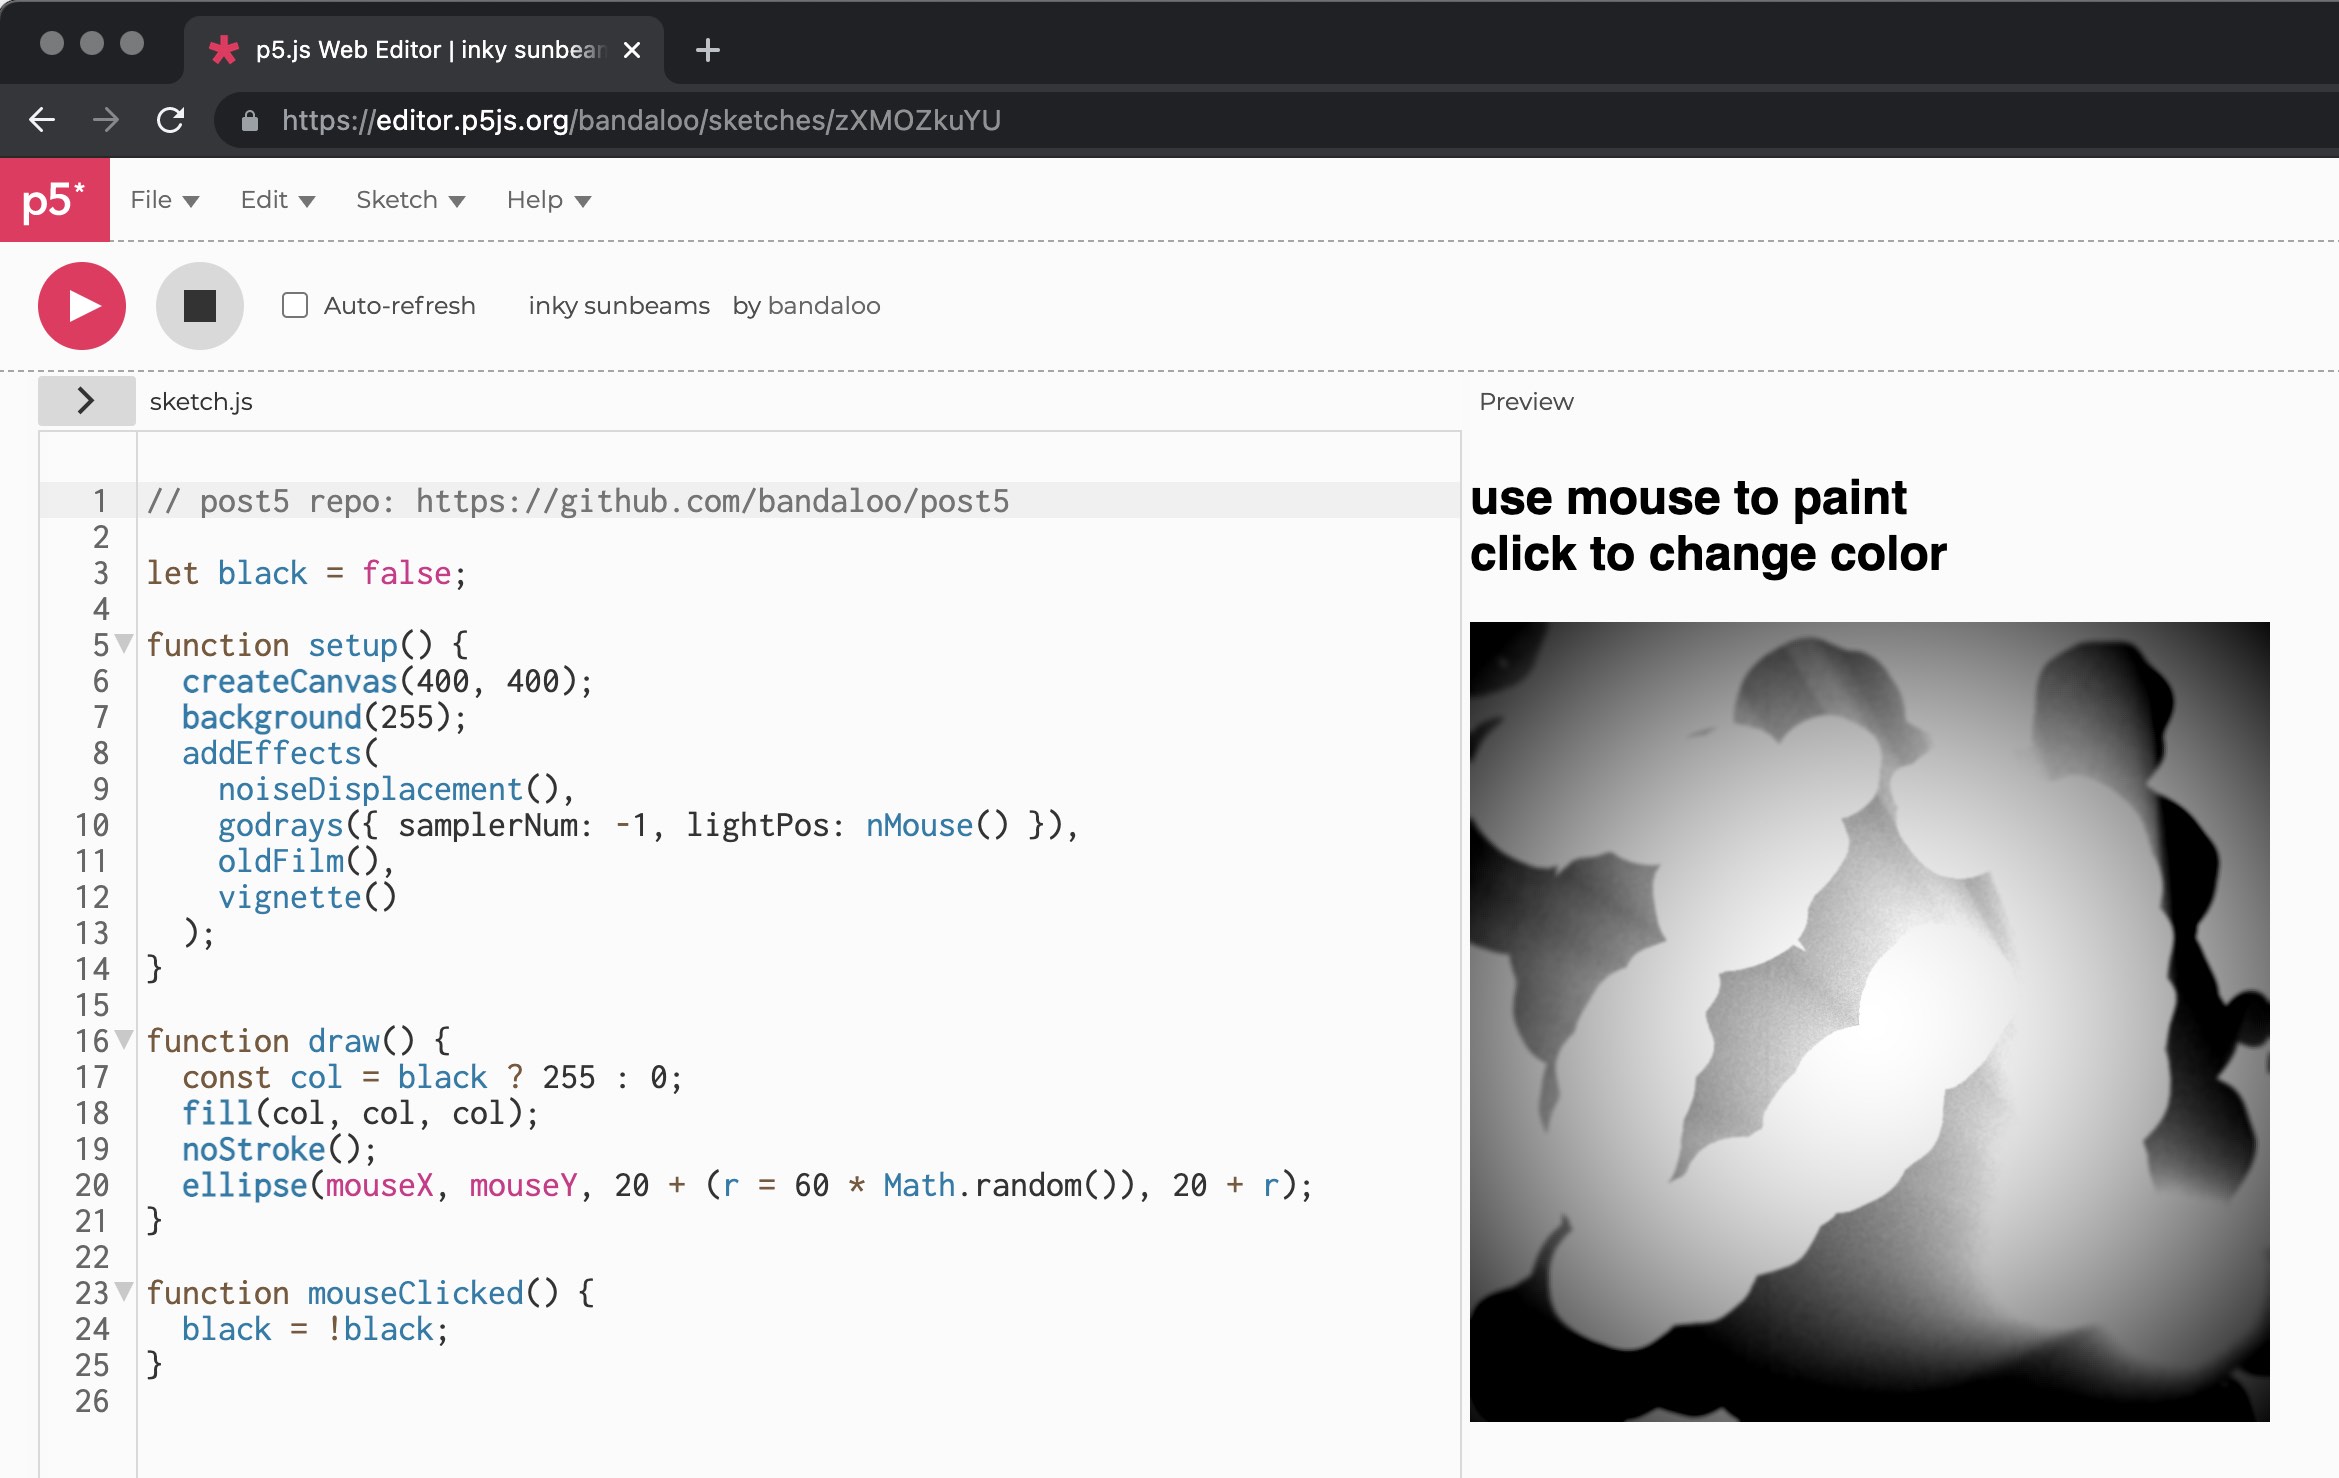 p5.js Web Editor | inky sunbeam
https://editor.p5js.org/bandaloo/sketches/zXMOZkuYU
p5*
File Edit Sketch Help
Auto-refresh inky sunbeams by bandaloo
sketch.js
Preview
1 // post5 repo: https://github.com/bandaloo/post5
2
3 let black = false;
4
5 function setup() {
6 createCanvas(400, 400);
7 background(255);
8 addEffects(
9 noiseDisplacement(),
10 godrays({ samplerNum: -1, lightPos: nMouse() }),
11 oldFilm(),
12 vignette()
13 );
14 }
15
16 function draw() {
17 const col = black ? 255 : 0;
18 fill(col, col, col);
19 noStroke();
20 ellipse(mouseX, mouseY, 20 + (r = 60 * Math.random()), 20 + r);
21 }
22
23 function mouseClicked() {
24 black = !black;
25 }
26
use mouse to paint
click to change color